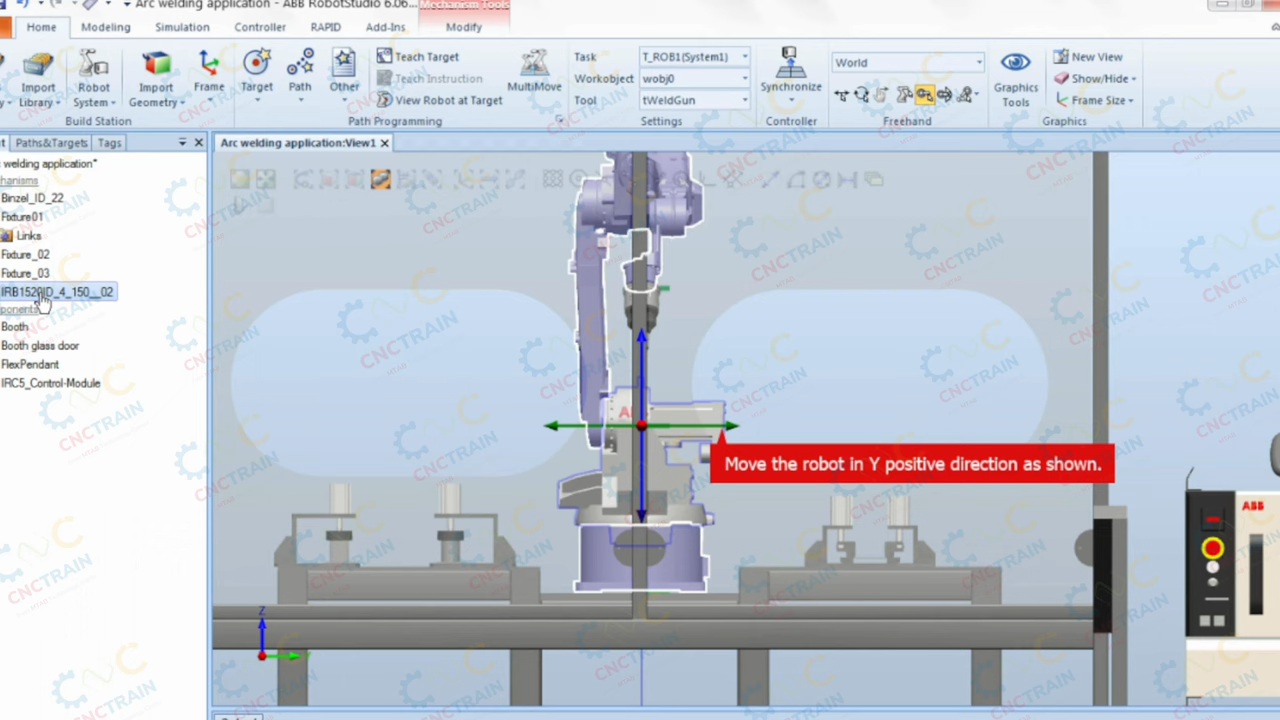 Arc welding application - ABB RobotStudio 6.06...
Mechanism Tools
Home Modeling Simulation Controller RAPID Add-Ins Modify
Import Library
Robot System
Build Station
Import Geometry
Frame
Target
Path
Other
Teach Target
Teach Instruction
View Robot at Target
MultiMove
Path Programming
Task T_ROB1(System1)
Workobject wobj0
Tool tWeldGun
Settings
Synchronize
Controller
World
Freehand
Graphics Tools
New View
Show/Hide
Frame Size
Graphics
Paths&Targets Tags
Arc welding application:View1
welding application*
hanisms
Binzel_ID_22
Fixture01
Links
Fixture_02
Fixture_03
IRB1520ID_4_150__02
ponents
Booth
Booth glass door
FlexPendant
IRC5_Control-Module
Move the robot in Y positive direction as shown.
ABB
Z
CNCTRAIN